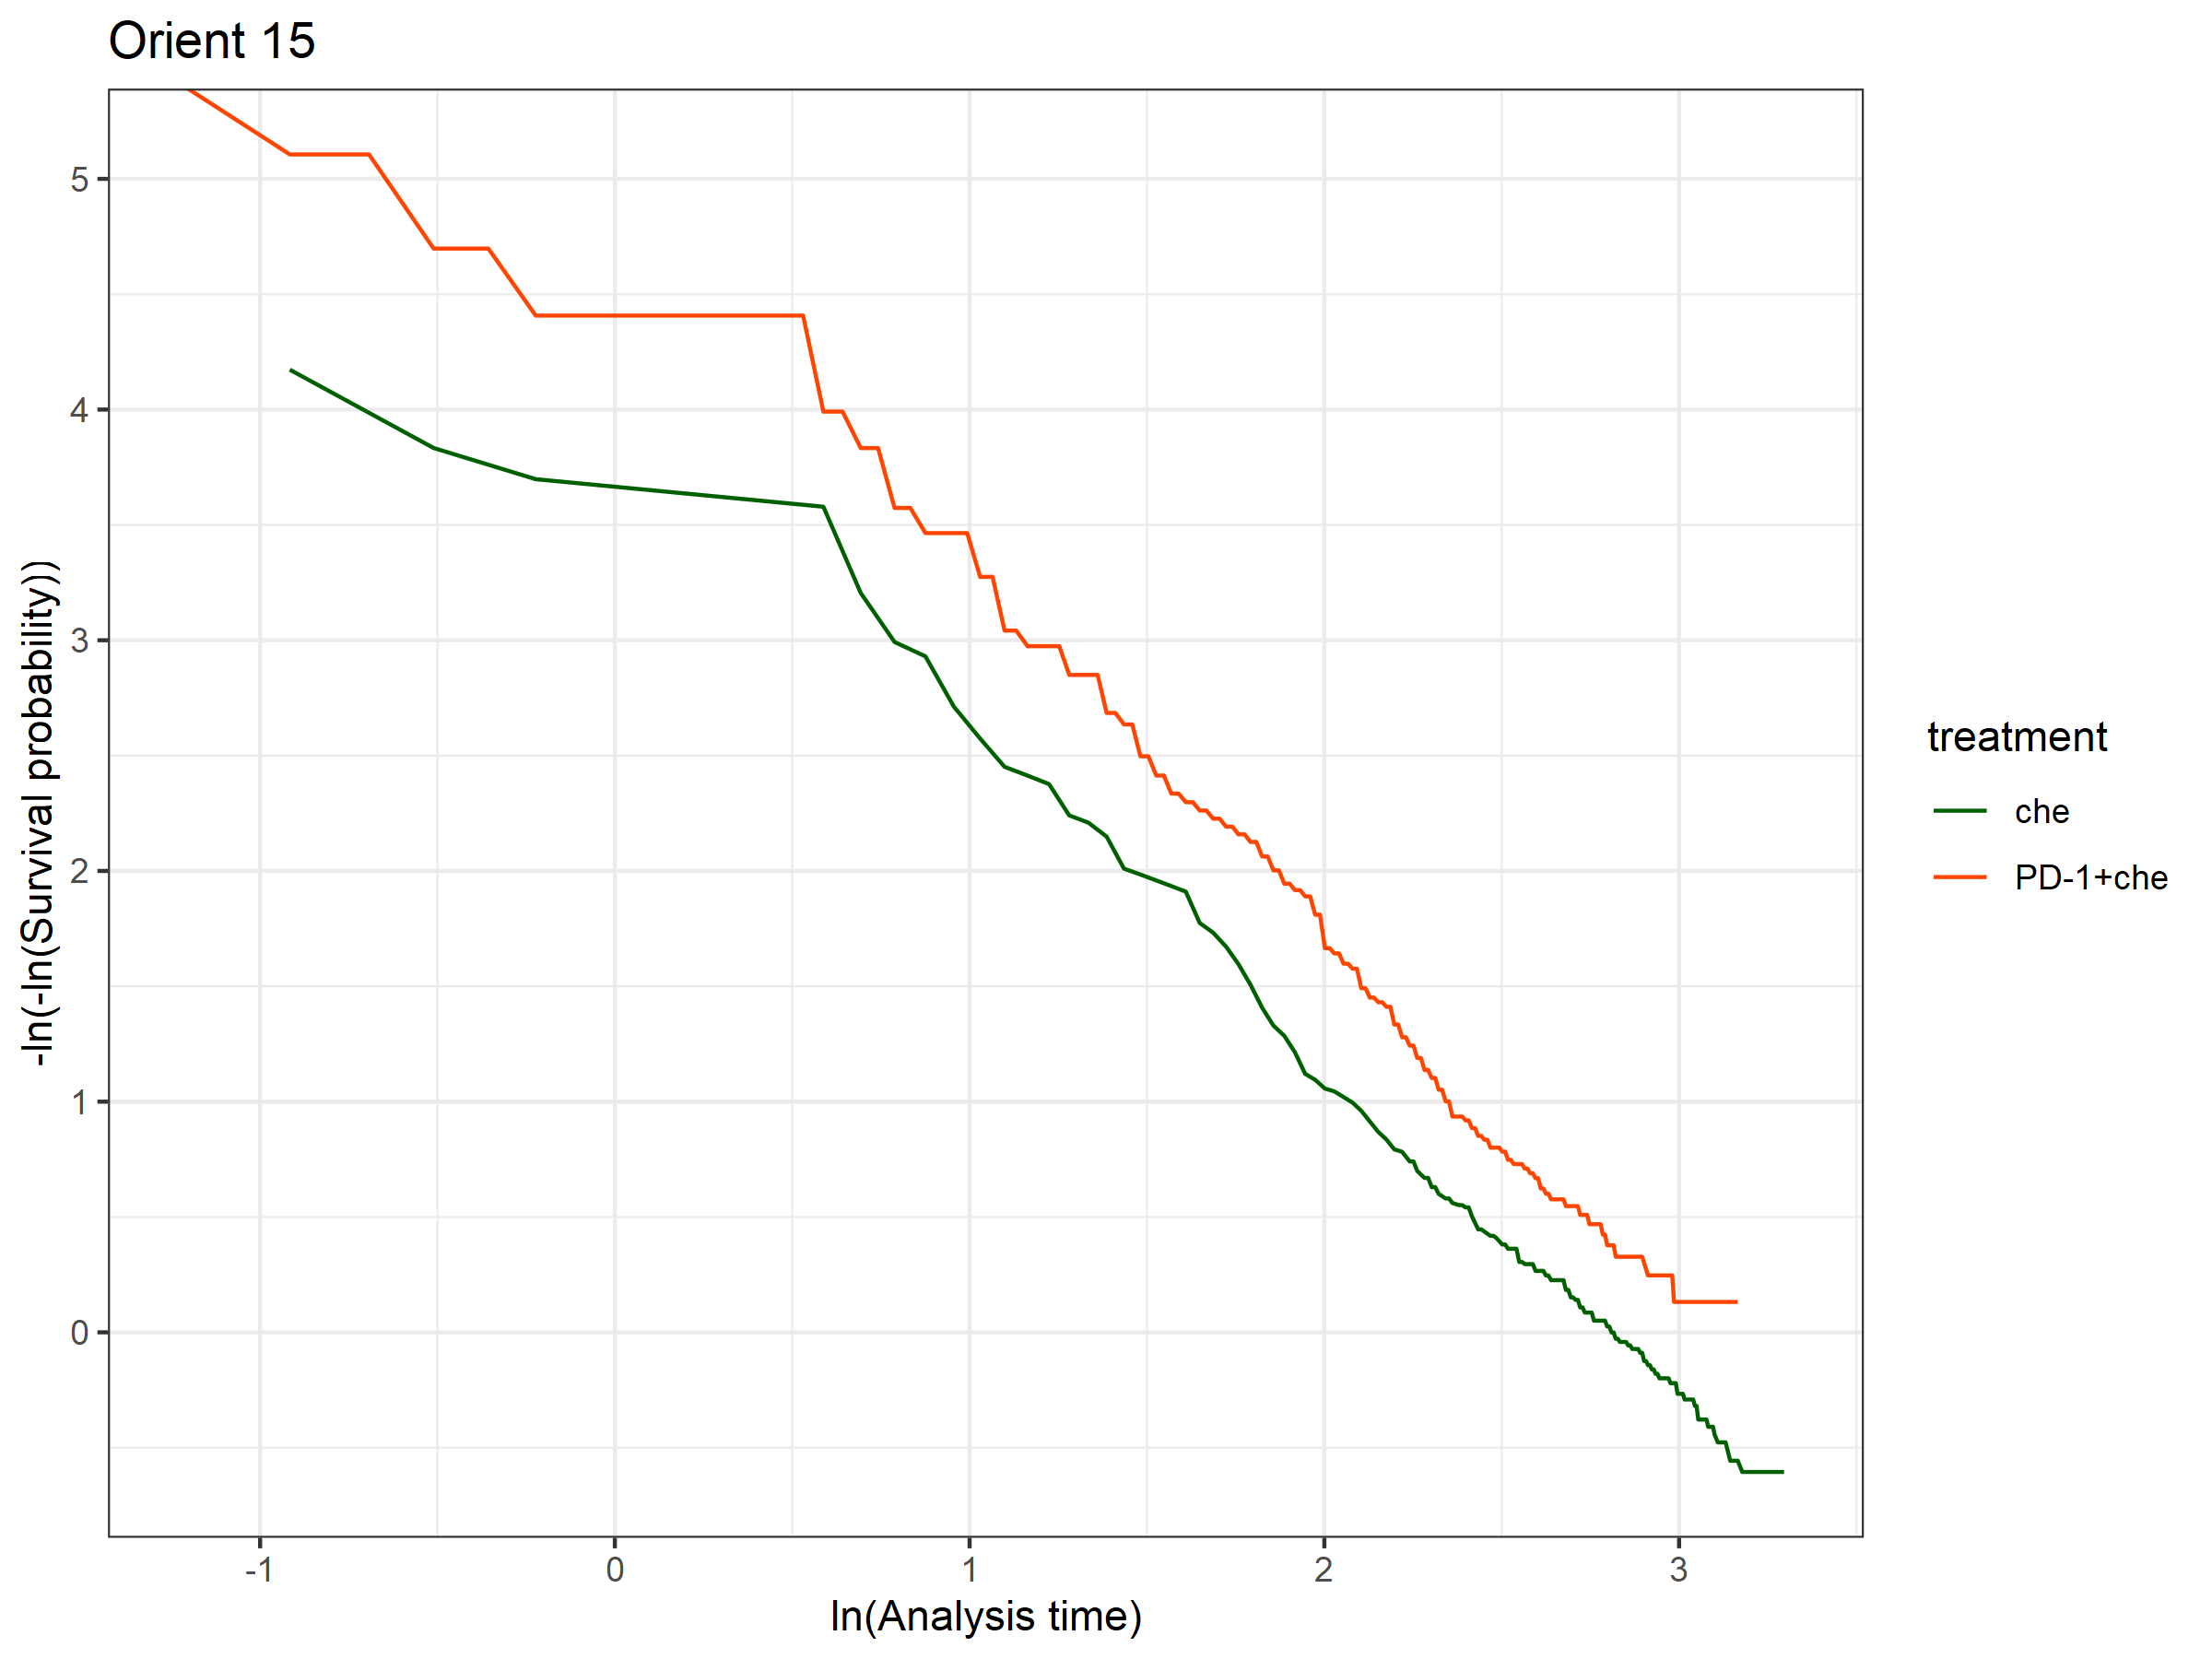 Orient 15
-ln(-ln(Survival probability))
5
4
3
2
1
0
-1
0
1
2
3
ln(Analysis time)
treatment
che
PD-1+che